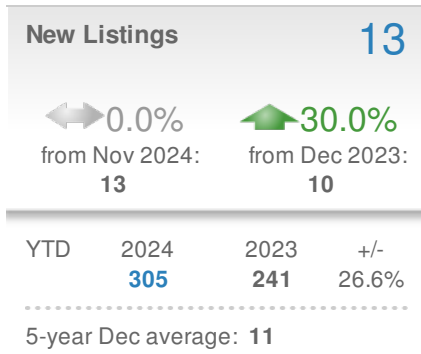 New Listings 13
0.0% 30.0%
from Nov 2024: from Dec 2023:
13 10
YTD 2024 2023 +/-
305 241 26.6%
5-year Dec average: 11